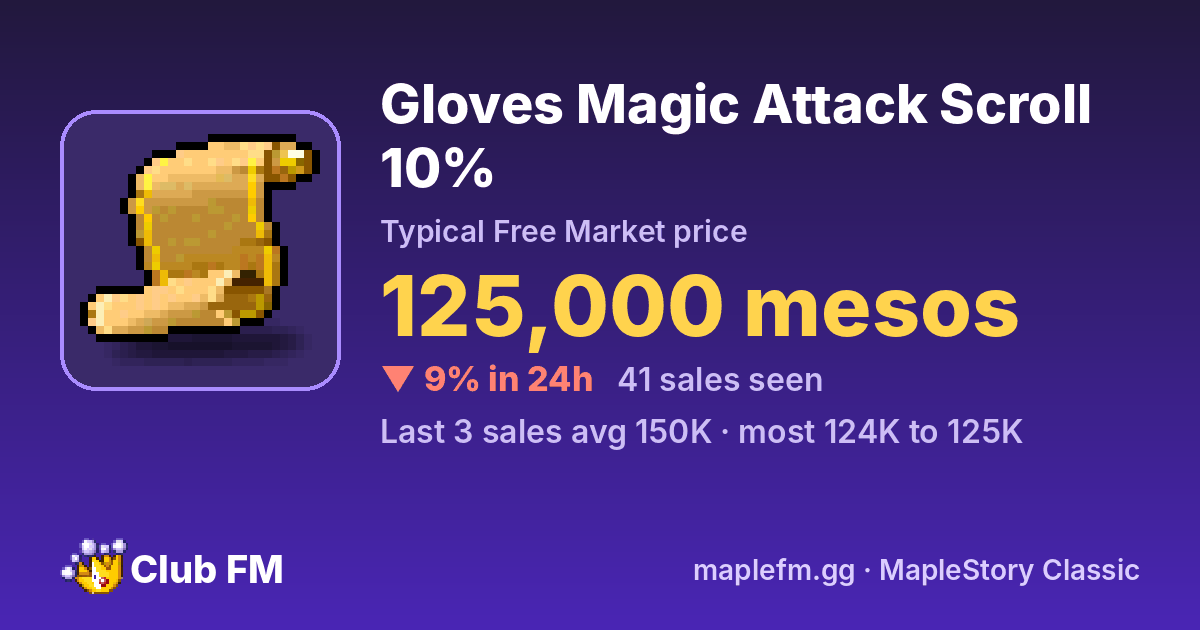 Gloves Magic Attack Scroll
10%
Typical Free Market price
125,000 mesos
▼ 9% in 24h 41 sales seen
Last 3 sales avg 150K · most 124K to 125K
Club FM
maplefm.gg · MapleStory Classic